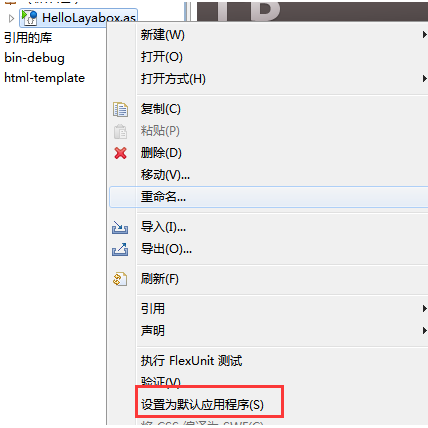 HelloLayabox.as
引用的库
bin-debug
html-template
新建(W)
打开(O)
打开方式(H)
复制(C)
粘贴(P)
删除(D)
移动(V)...
重命名...
导入(I)...
导出(O)...
刷新(F)
引用
声明
执行 FlexUnit 测试
验证(V)
设置为默认应用程序(S)